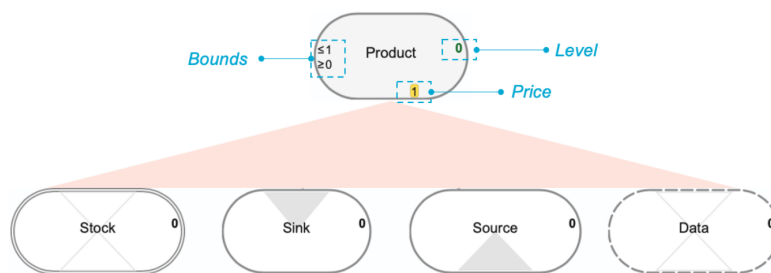 ≤1
≥0
Product
0
Bounds
Level
1
Price
Stock
0
Sink
0
Source
0
Data
0